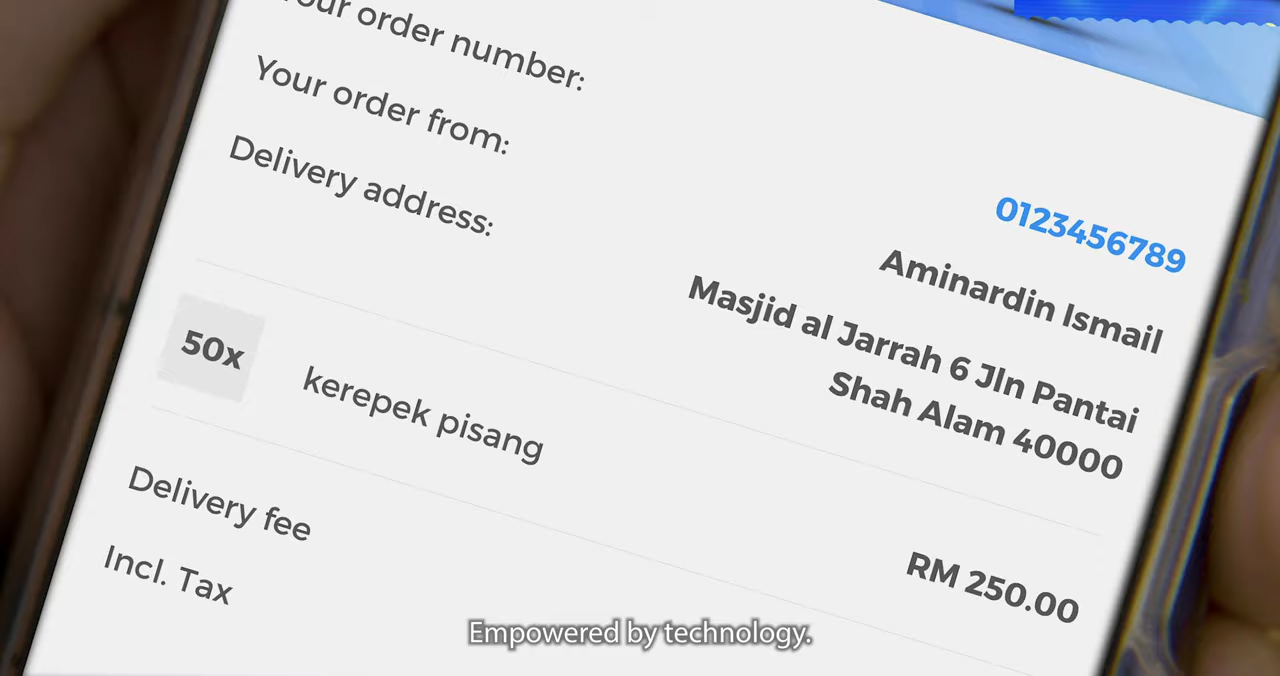 our order number:
0123456789
Your order from:
Aminardin Ismail
Delivery address:
Masjid al Jarrah 6 Jln Pantai
Shah Alam 40000
50x kerepek pisang
RM 250.00
Delivery fee
Incl. Tax
Empowered by technology.